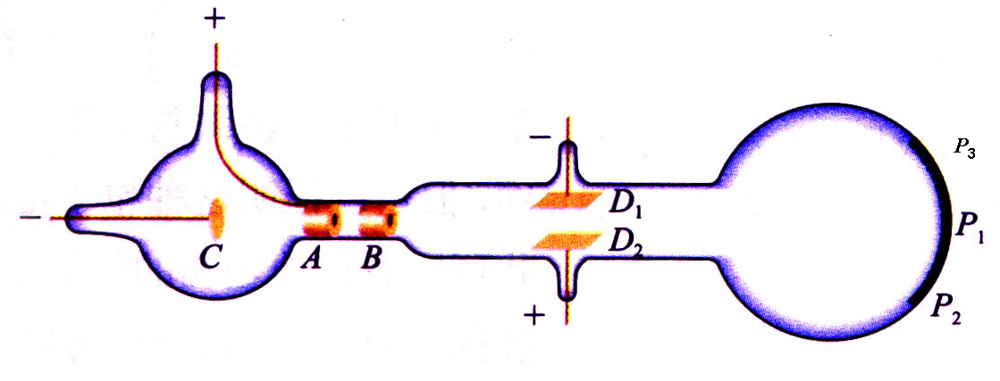 +
−
P₃
D₁
−
P₁
C
A
B
D₂
+
P₂